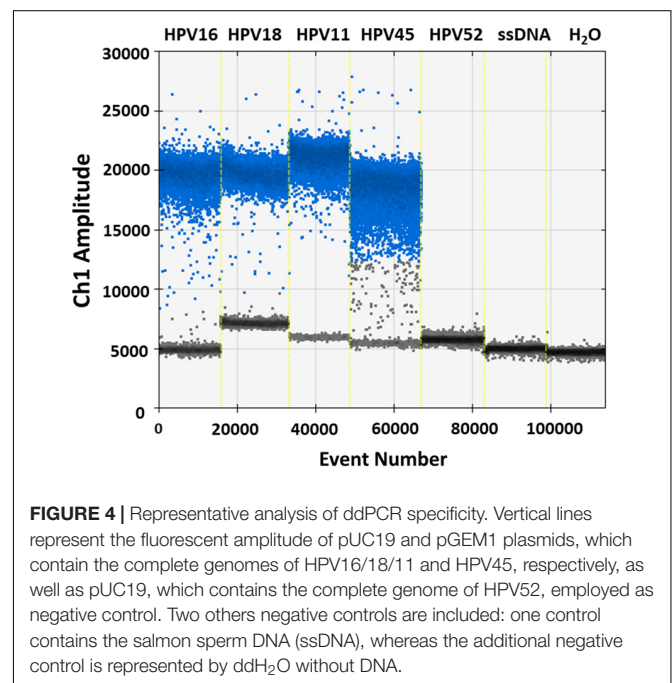 HPV16 HPV18 HPV11 HPV45 HPV52 ssDNA H₂O
30000
25000
20000
15000
10000
5000
0
Ch1 Amplitude
0 20000 40000 60000 80000 100000
Event Number
FIGURE 4 | Representative analysis of ddPCR specificity. Vertical lines
represent the fluorescent amplitude of pUC19 and pGEM1 plasmids, which
contain the complete genomes of HPV16/18/11 and HPV45, respectively, as
well as pUC19, which contains the complete genome of HPV52, employed as
negative control. Two others negative controls are included: one control
contains the salmon sperm DNA (ssDNA), whereas the additional negative
control is represented by ddH₂O without DNA.